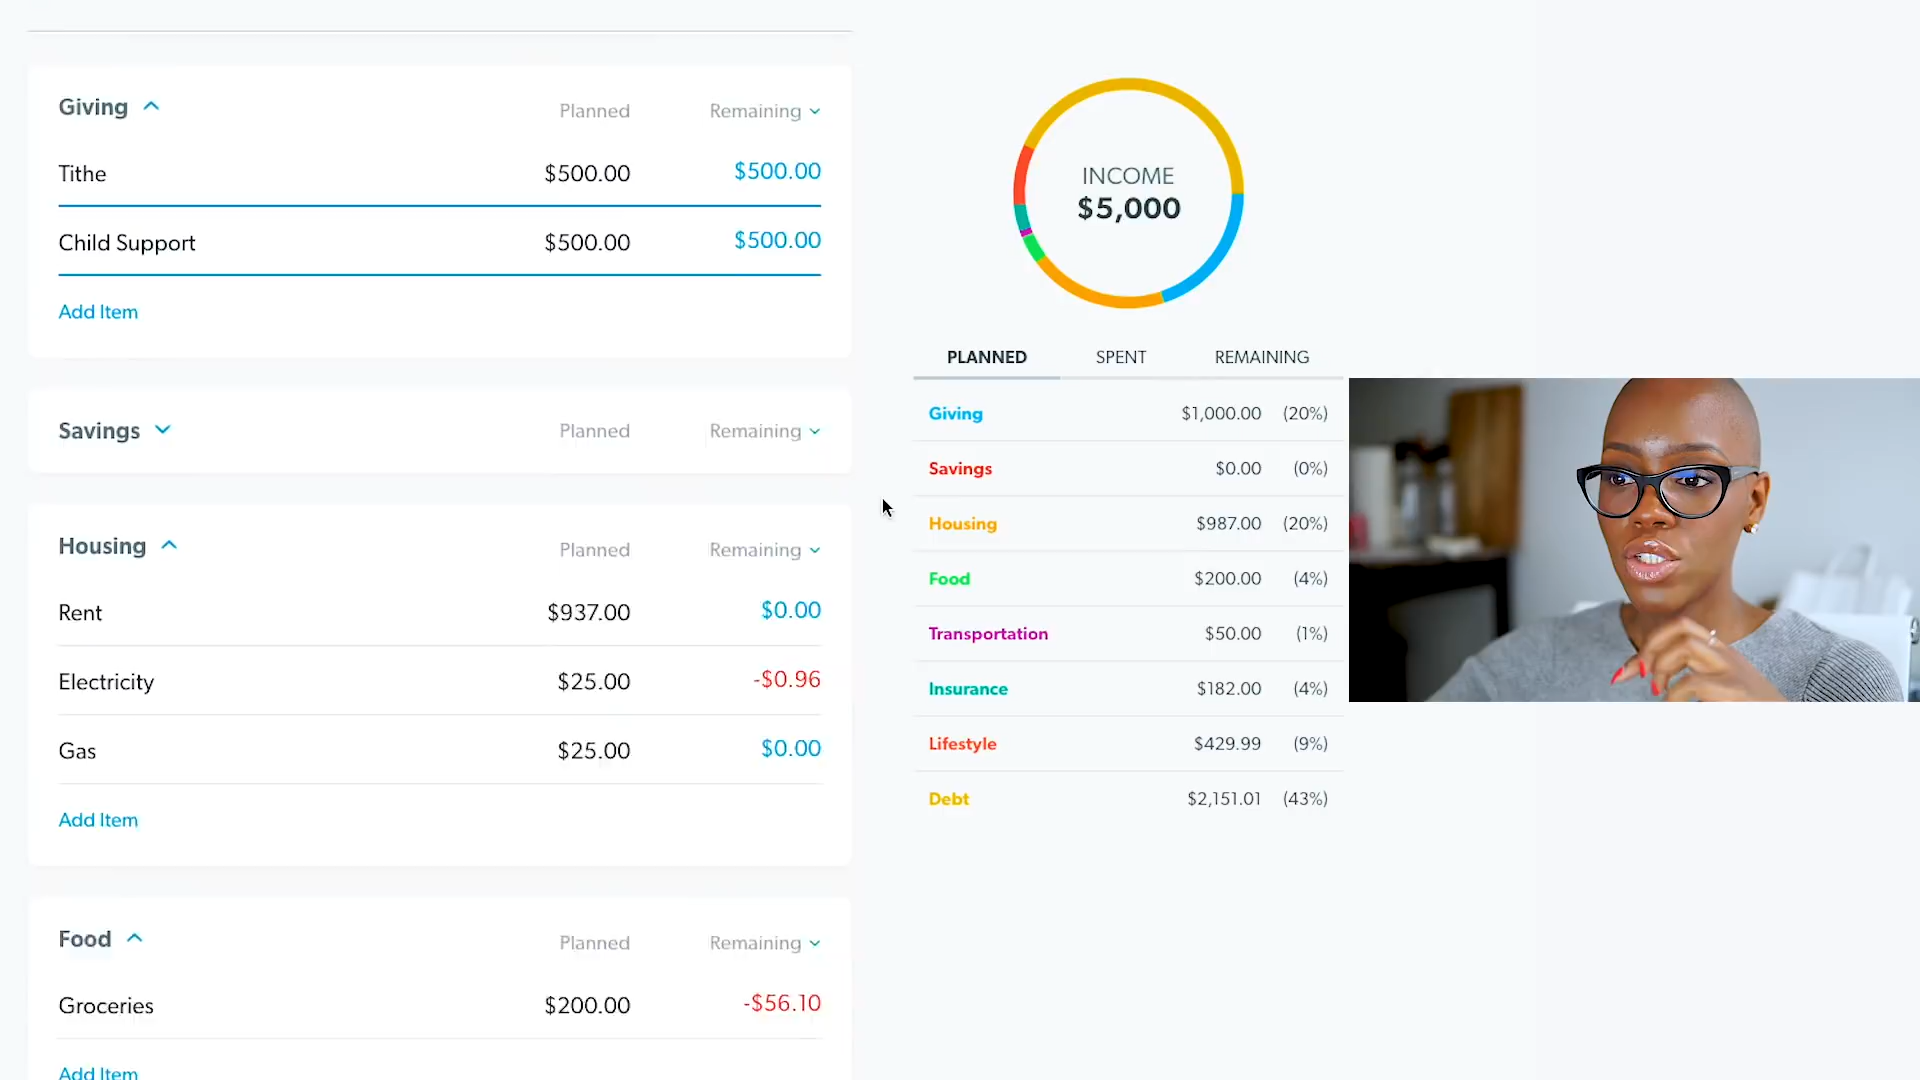 Giving Planned Remaining
Tithe $500.00 $500.00
Child Support $500.00 $500.00
Add Item
Savings Planned Remaining
Housing Planned Remaining
Rent $937.00 $0.00
Electricity $25.00 -$0.96
Gas $25.00 $0.00
Add Item
Food Planned Remaining
Groceries $200.00 -$56.10
Add Item
INCOME
$5,000
PLANNED SPENT REMAINING
Giving $1,000.00 (20%)
Savings $0.00 (0%)
Housing $987.00 (20%)
Food $200.00 (4%)
Transportation $50.00 (1%)
Insurance $182.00 (4%)
Lifestyle $429.99 (9%)
Debt $2,151.01 (43%)